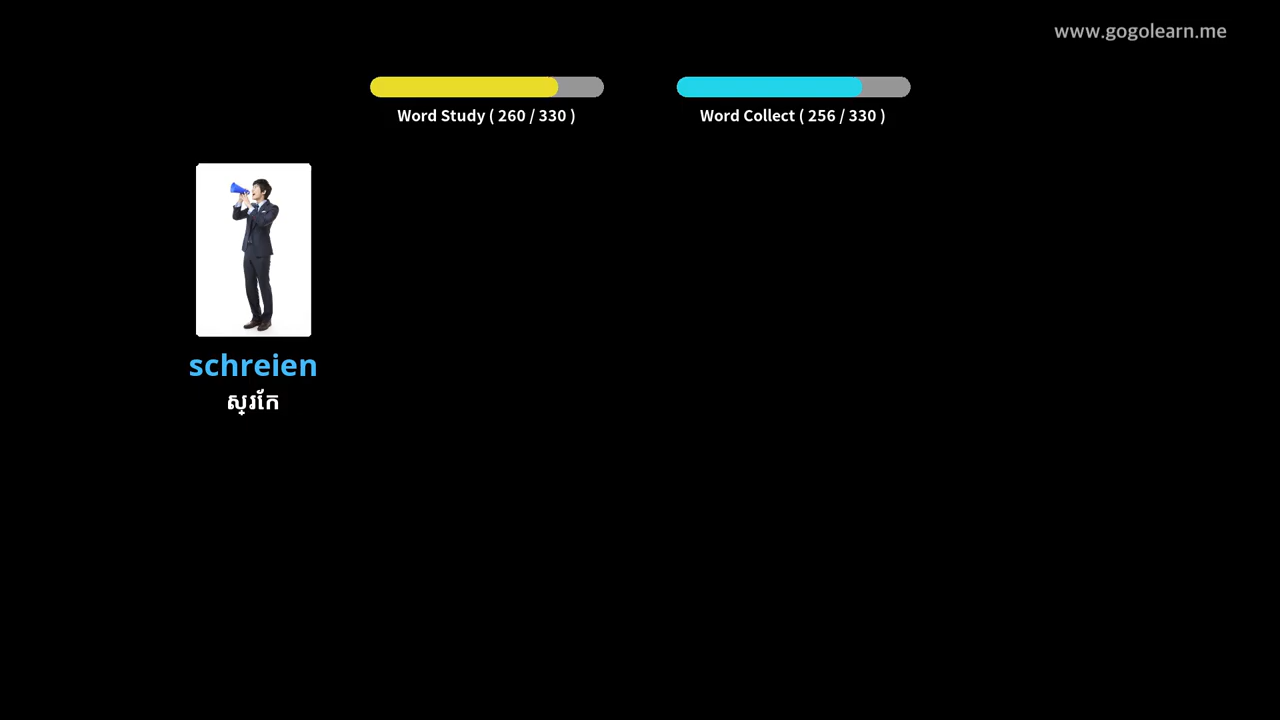 www.gogolearn.me
Word Study ( 260 / 330 )
Word Collect ( 256 / 330 )
schreien
ស្រែក